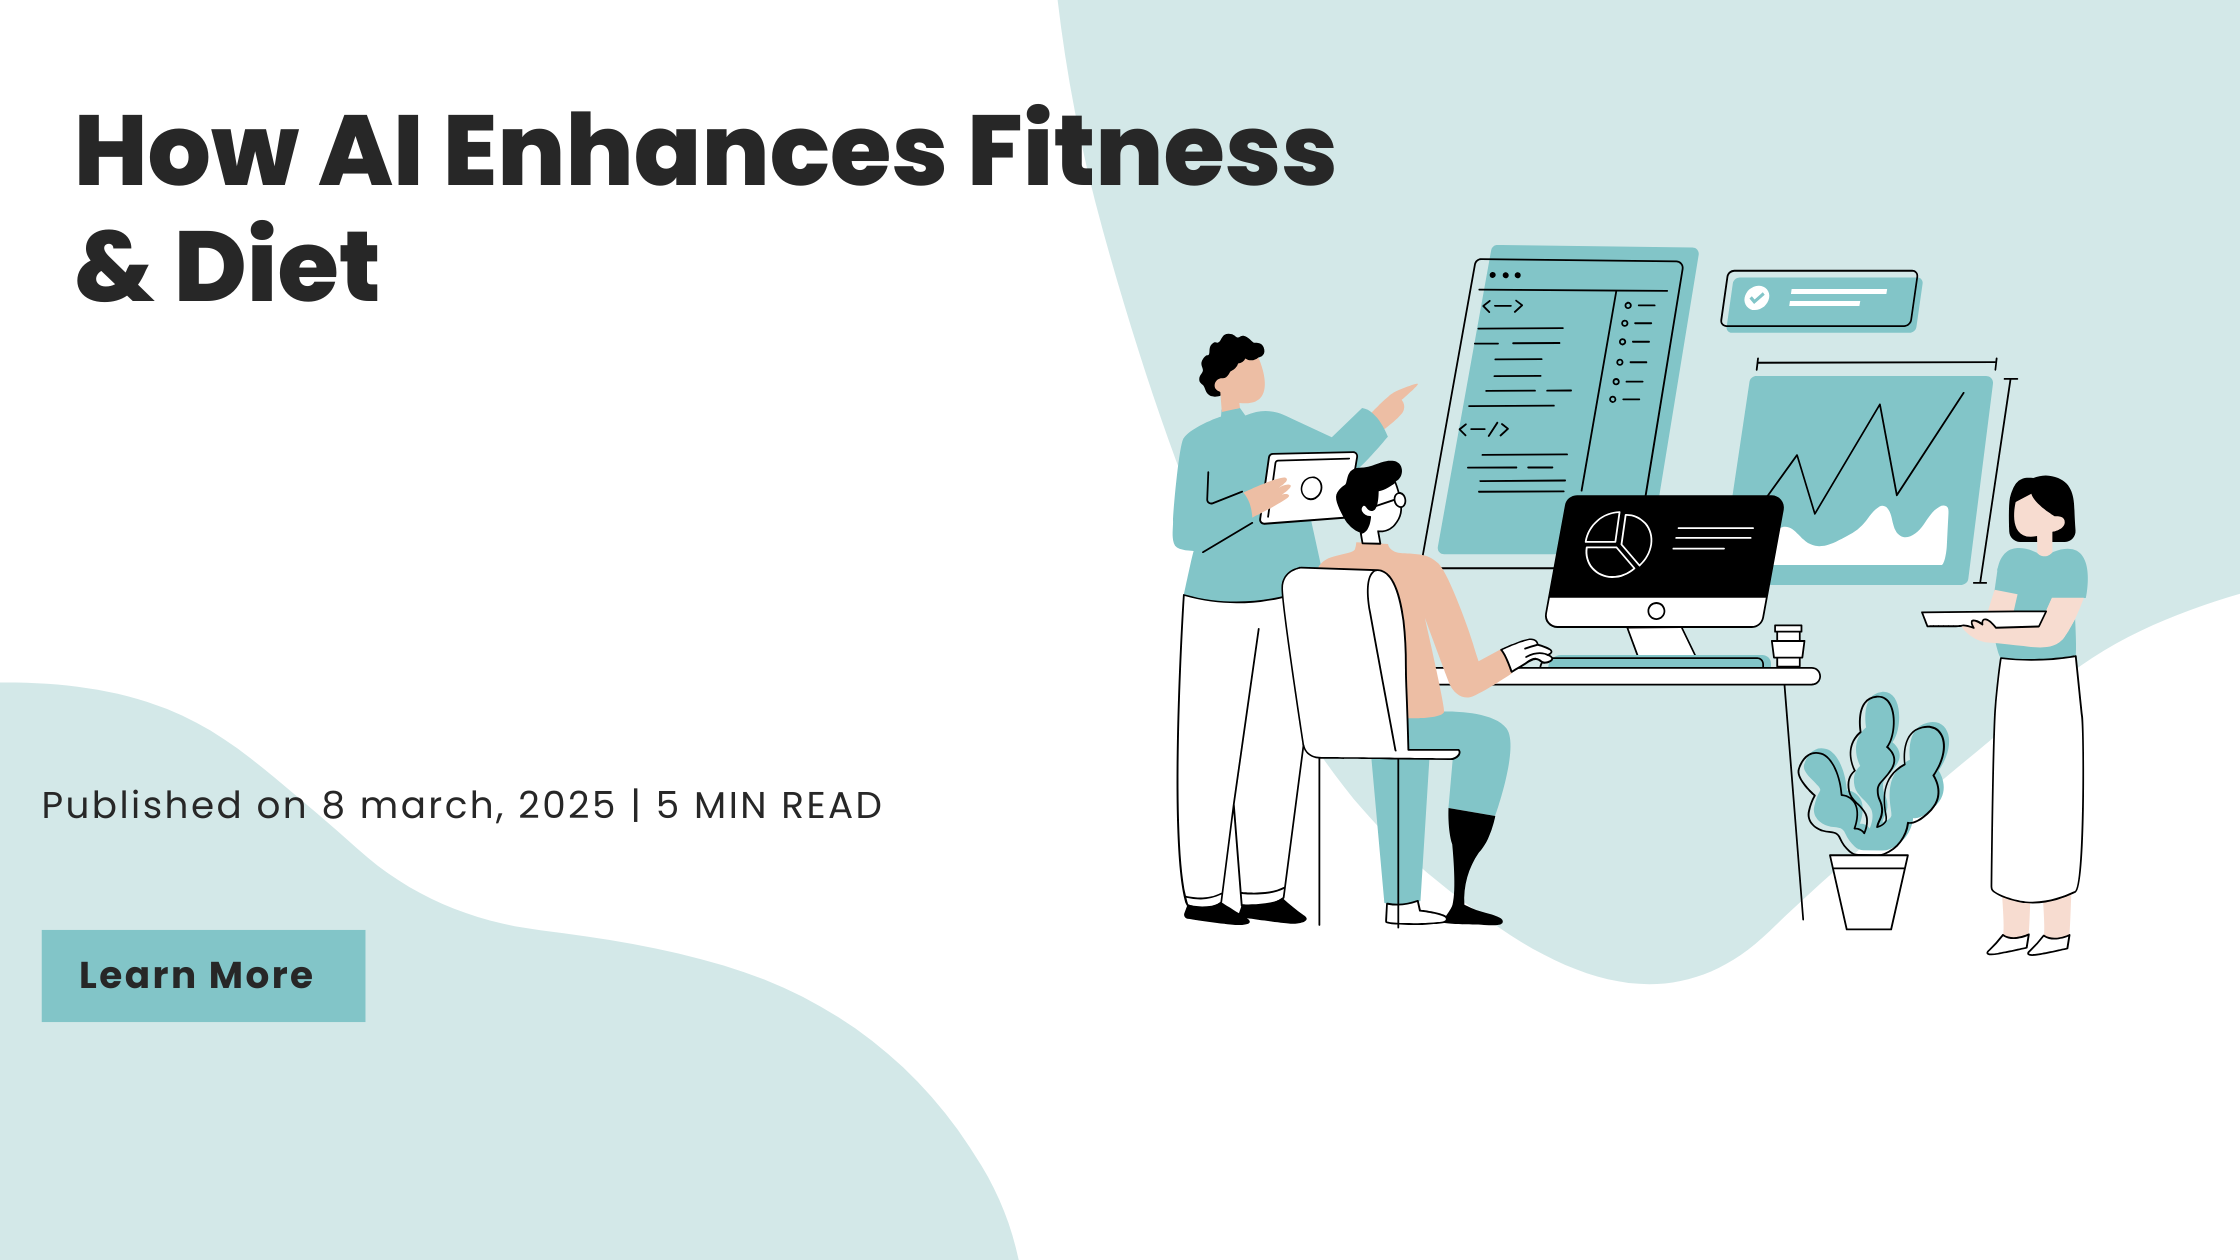 How AI Enhances Fitness
& Diet
Published on 8 march, 2025 | 5 MIN READ
Learn More